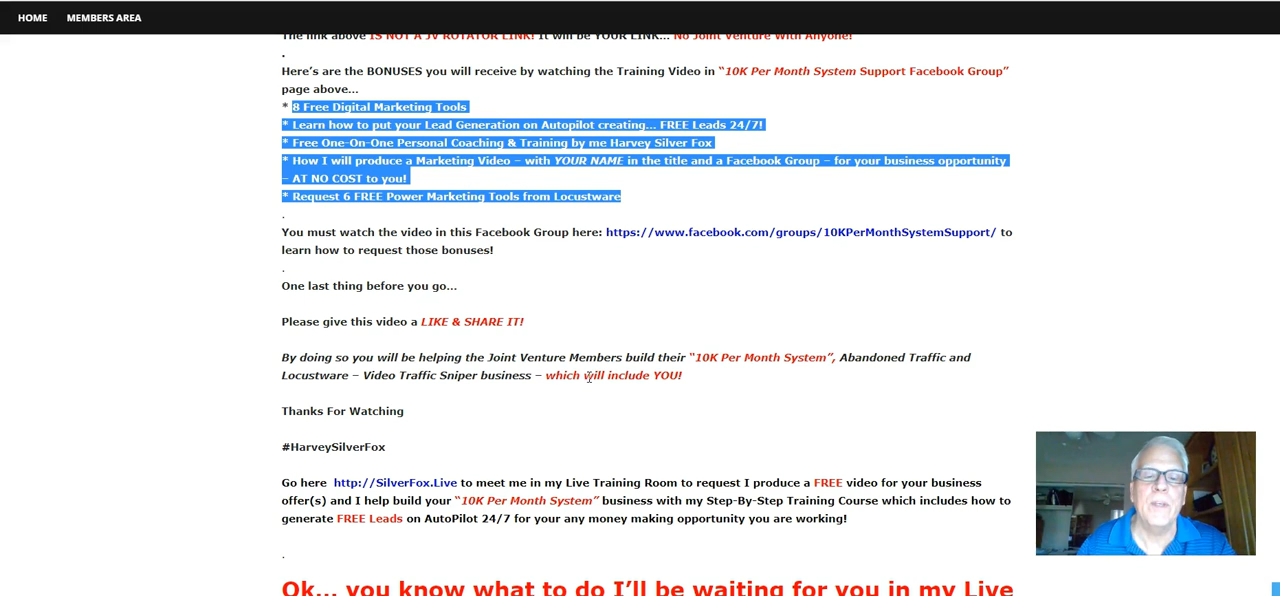 HOME MEMBERS AREA
The link above IS NOT A JV ROTATOR LINK! It will be YOUR LINK... No Joint Venture With Anyone!
.
Here’s are the BONUSES you will receive by watching the Training Video in “10K Per Month System Support Facebook Group”
page above...
* 8 Free Digital Marketing Tools
* Learn how to put your Lead Generation on Autopilot creating... FREE Leads 24/7!
* Free One-On-One Personal Coaching & Training by me Harvey Silver Fox
* How I will produce a Marketing Video – with YOUR NAME in the title and a Facebook Group – for your business opportunity
– AT NO COST to you!
* Request 6 FREE Power Marketing Tools from Locustware
.
You must watch the video in this Facebook Group here: https://www.facebook.com/groups/10KPerMonthSystemSupport/ to
learn how to request those bonuses!
.
One last thing before you go...
Please give this video a LIKE & SHARE IT!
By doing so you will be helping the Joint Venture Members build their “10K Per Month System”, Abandoned Traffic and
Locustware – Video Traffic Sniper business – which will include YOU!
Thanks For Watching
#HarveySilverFox
Go here http://SilverFox.Live to meet me in my Live Training Room to request I produce a FREE video for your business
offer(s) and I help build your “10K Per Month System” business with my Step-By-Step Training Course which includes how to
generate FREE Leads on AutoPilot 24/7 for your any money making opportunity you are working!
.
Ok... you know what to do I’ll be waiting for you in my Live